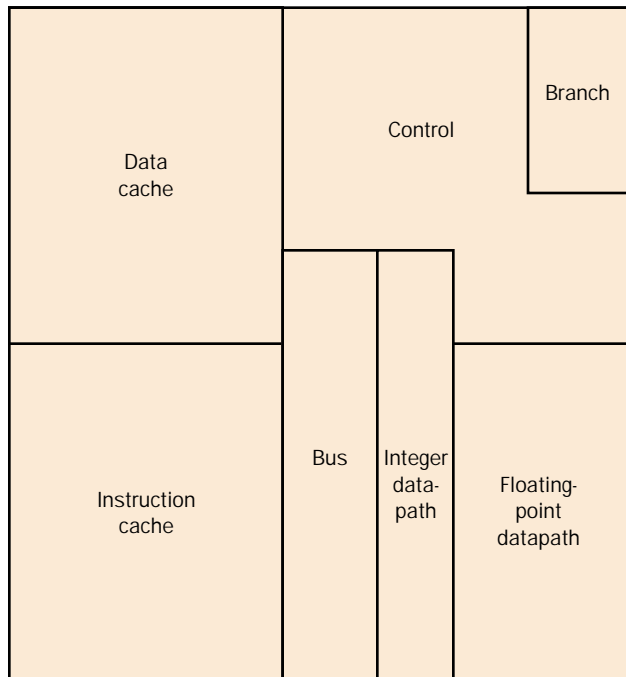 Data
cache
Control
Branch
Instruction
cache
Bus
Integer
data-
path
Floating-
point
datapath